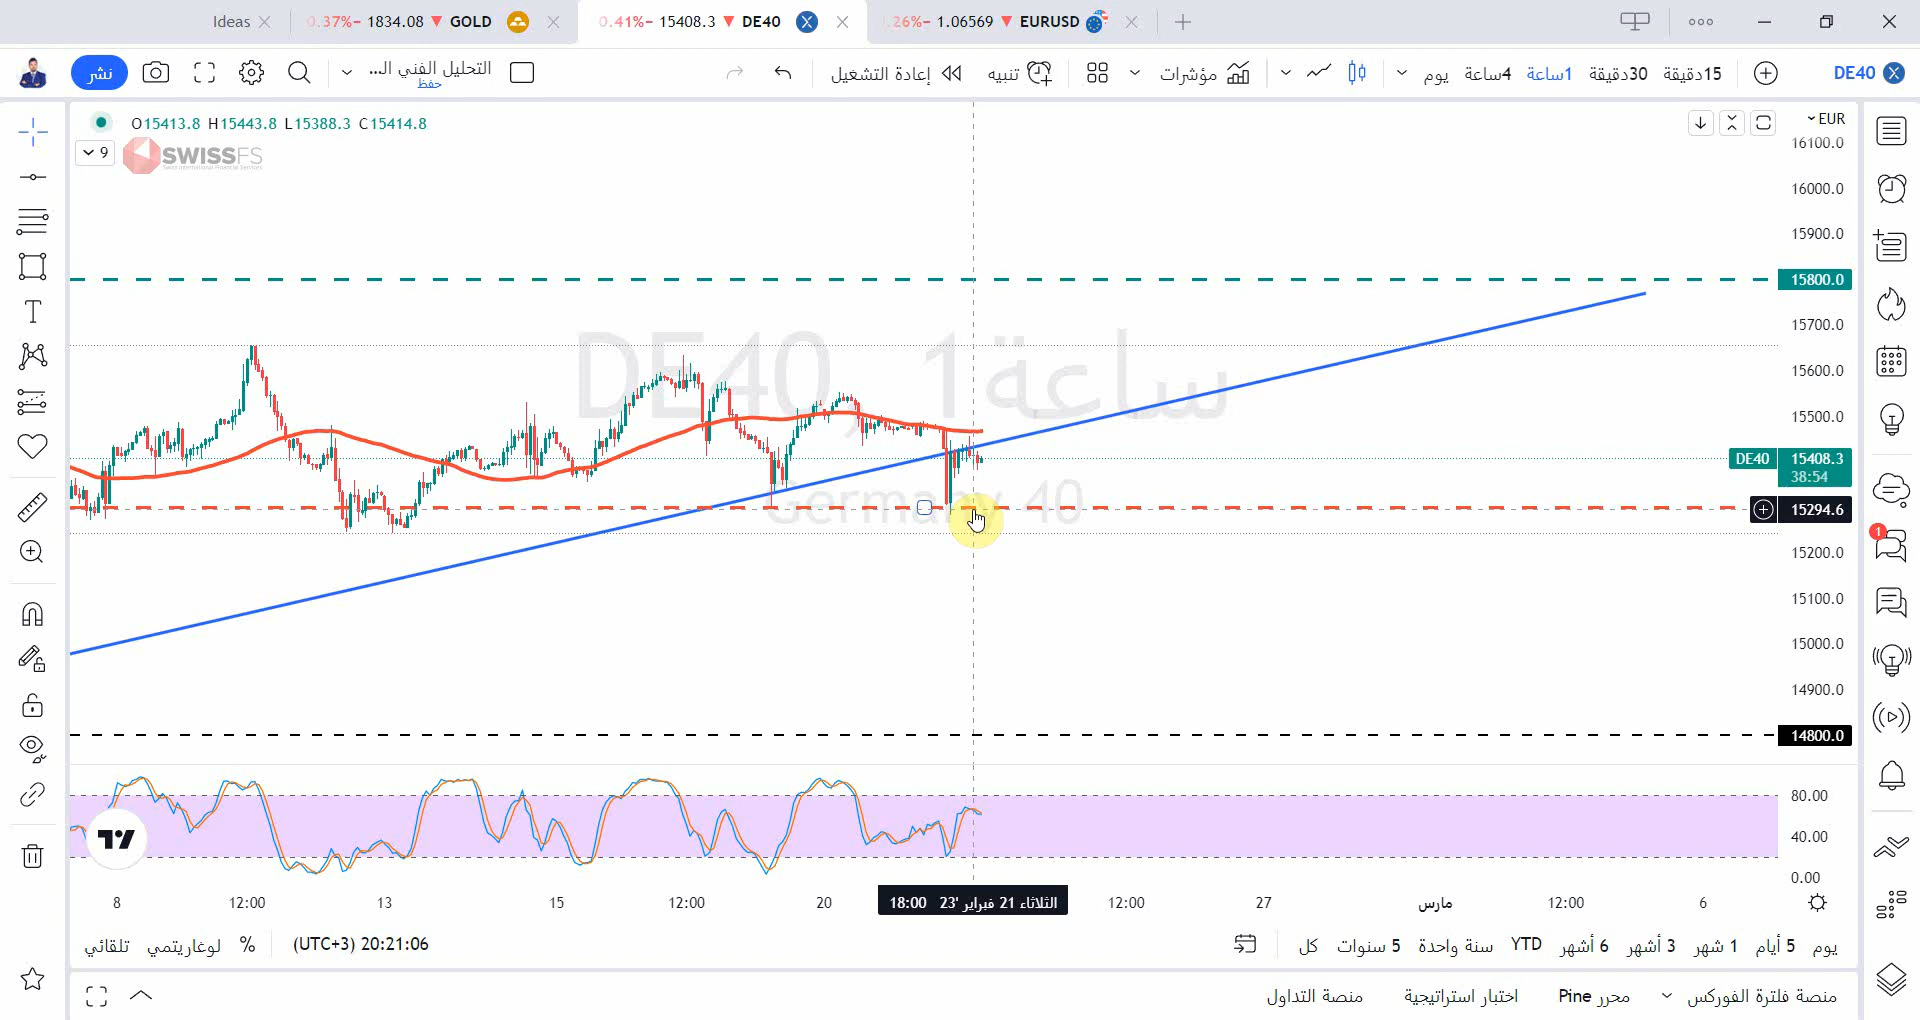 Ideas
0.37%− 1834.08 ▼ GOLD
0.41%− 15408.3 ▼ DE40
.26%− 1.06569 ▼ EURUSD
نشر
التحليل الفني الـ...
حفظ
إعادة التشغيل
تنبيه
مؤشرات
يوم
4ساعة
1ساعة
30دقيقة
15دقيقة
DE40
O15413.8 H15443.8 L15388.3 C15414.8
9
SWISSFS
EUR
16100.0
16000.0
15900.0
15800.0
15700.0
15600.0
15500.0
DE40 15408.3
38:54
15294.6
15200.0
15100.0
15000.0
14900.0
14800.0
DE40, 1ساعة
Germany 40
1
80.00
40.00
0.00
8
12:00
13
15
12:00
20
الثلاثاء 21 فبراير '23 18:00
12:00
27
مارس
12:00
6
تلقائي
لوغاريتمي
%
20:21:06 (UTC+3)
كل
5 سنوات
سنة واحدة
YTD
6 أشهر
3 أشهر
1 شهر
5 أيام
يوم
منصة التداول
اختبار استراتيجية
محرر Pine
منصة فلترة الفوركس